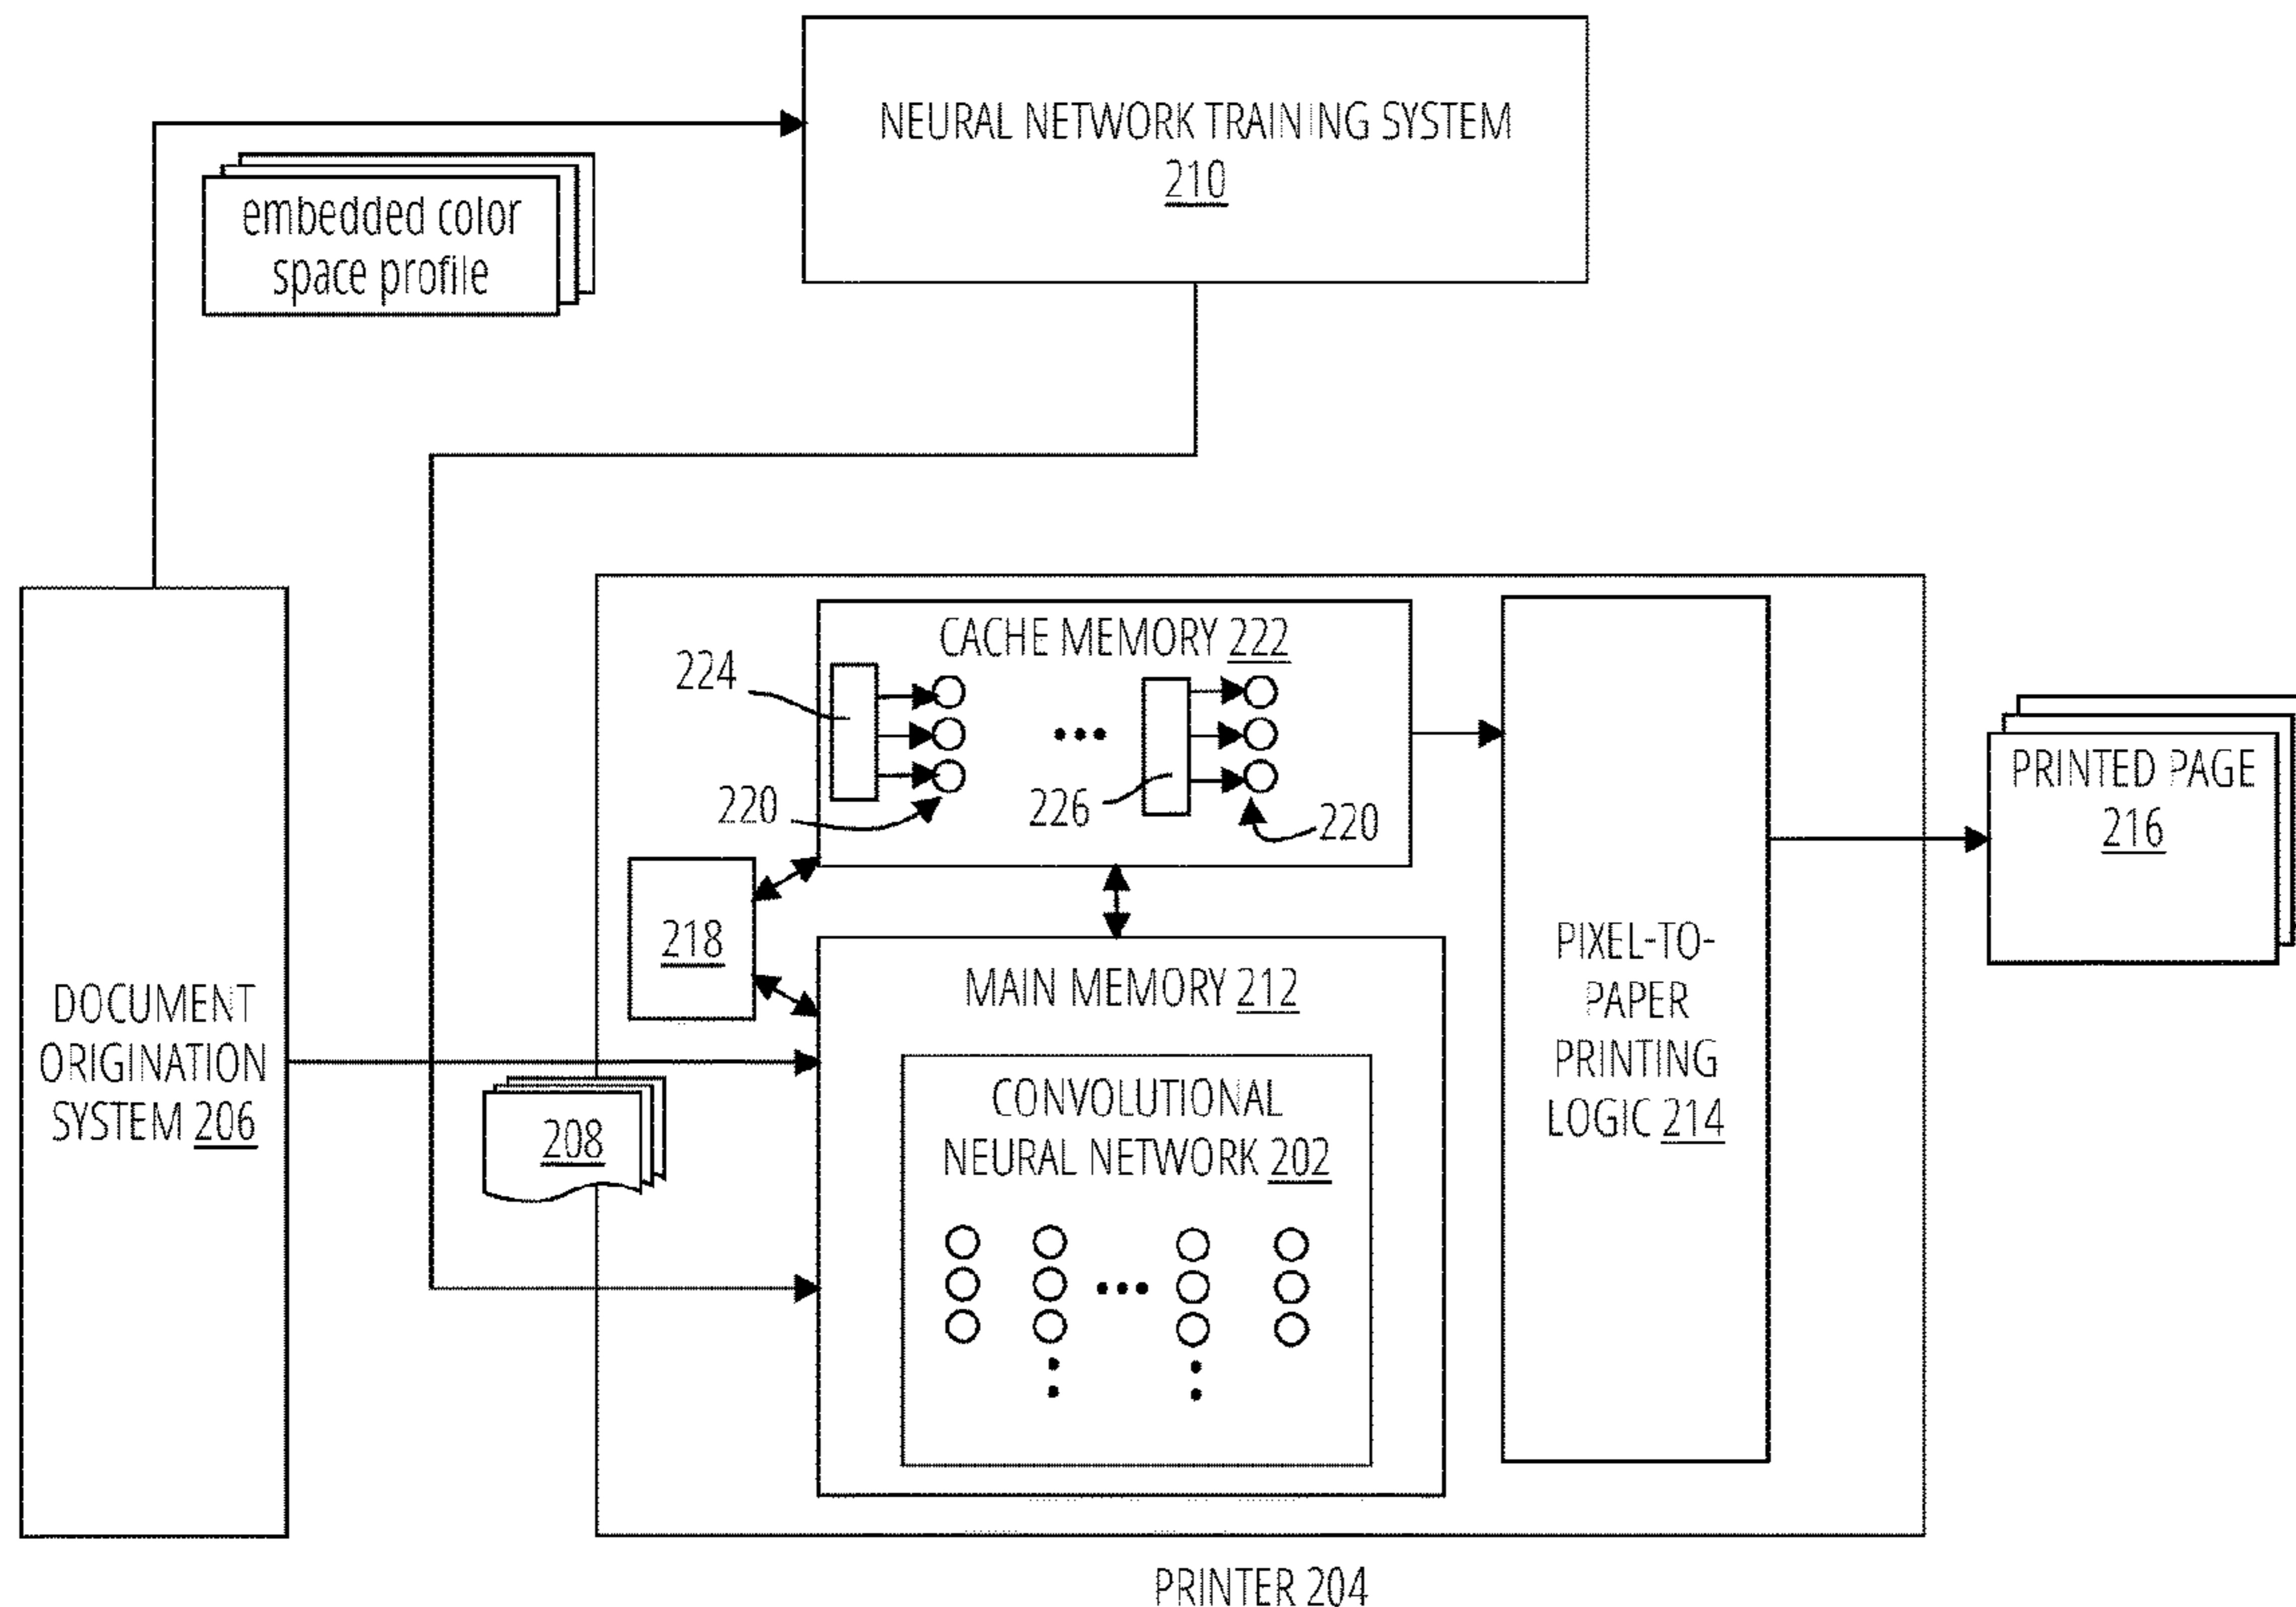 NEURAL NETWORK TRAINING SYSTEM
210
embedded color
space profile
CACHE MEMORY 222
224
220
226
220
PRINTED PAGE
216
218
DOCUMENT
ORIGINATION
SYSTEM 206
MAIN MEMORY 212
PIXEL-TO-
PAPER
PRINTING
LOGIC 214
208
CONVOLUTIONAL
NEURAL NETWORK 202
PRINTER 204